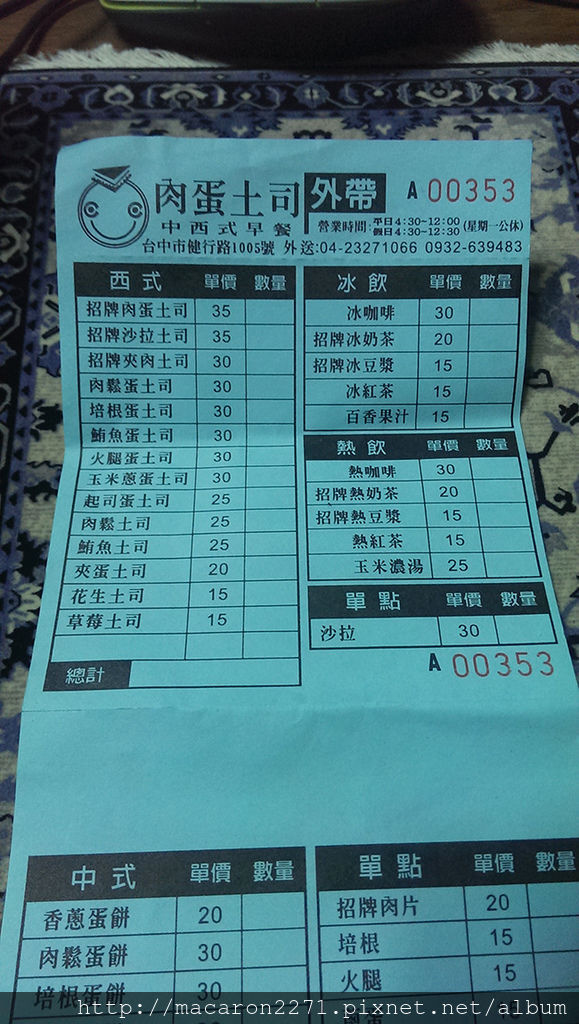 肉蛋土司 外帶 A 00353
中西式早餐 營業時間:平日4:30~12:00 假日4:30~12:30 (星期一公休)
台中市健行路1005號 外送:04-23271066 0932-639483
西式 單價 數量
招牌肉蛋土司 35
招牌沙拉土司 35
招牌夾肉土司 30
肉鬆蛋土司 30
培根蛋土司 30
鮪魚蛋土司 30
火腿蛋土司 30
玉米蔥蛋土司 30
起司蛋土司 25
肉鬆土司 25
鮪魚土司 25
夾蛋土司 20
花生土司 15
草莓土司 15
總計
冰飲 單價 數量
冰咖啡 30
招牌冰奶茶 20
招牌冰豆漿 15
冰紅茶 15
百香果汁 15
熱飲 單價 數量
熱咖啡 30
招牌熱奶茶 20
招牌熱豆漿 15
熱紅茶 15
玉米濃湯 25
單點 單價 數量
沙拉 30
A 00353
中式 單價 數量
香蔥蛋餅 20
肉鬆蛋餅 30
培根蛋餅 30
單點 單價 數量
招牌肉片 20
培根 15
火腿 15
http://macaron2271.pixnet.net/album